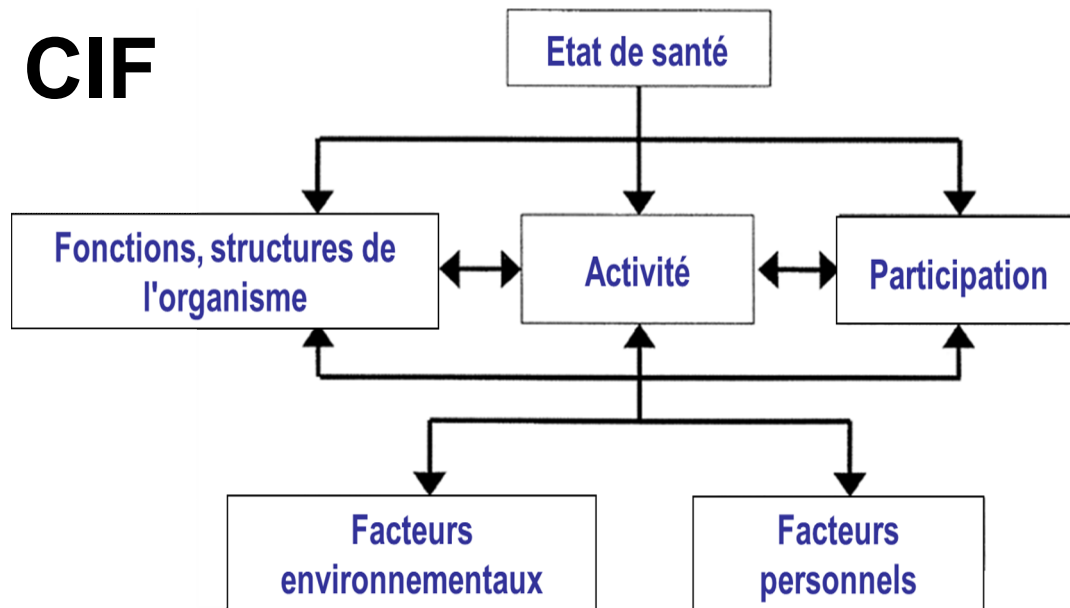 CIF
Etat de santé
Fonctions, structures de
l'organisme
Activité
Participation
Facteurs
environnementaux
Facteurs
personnels